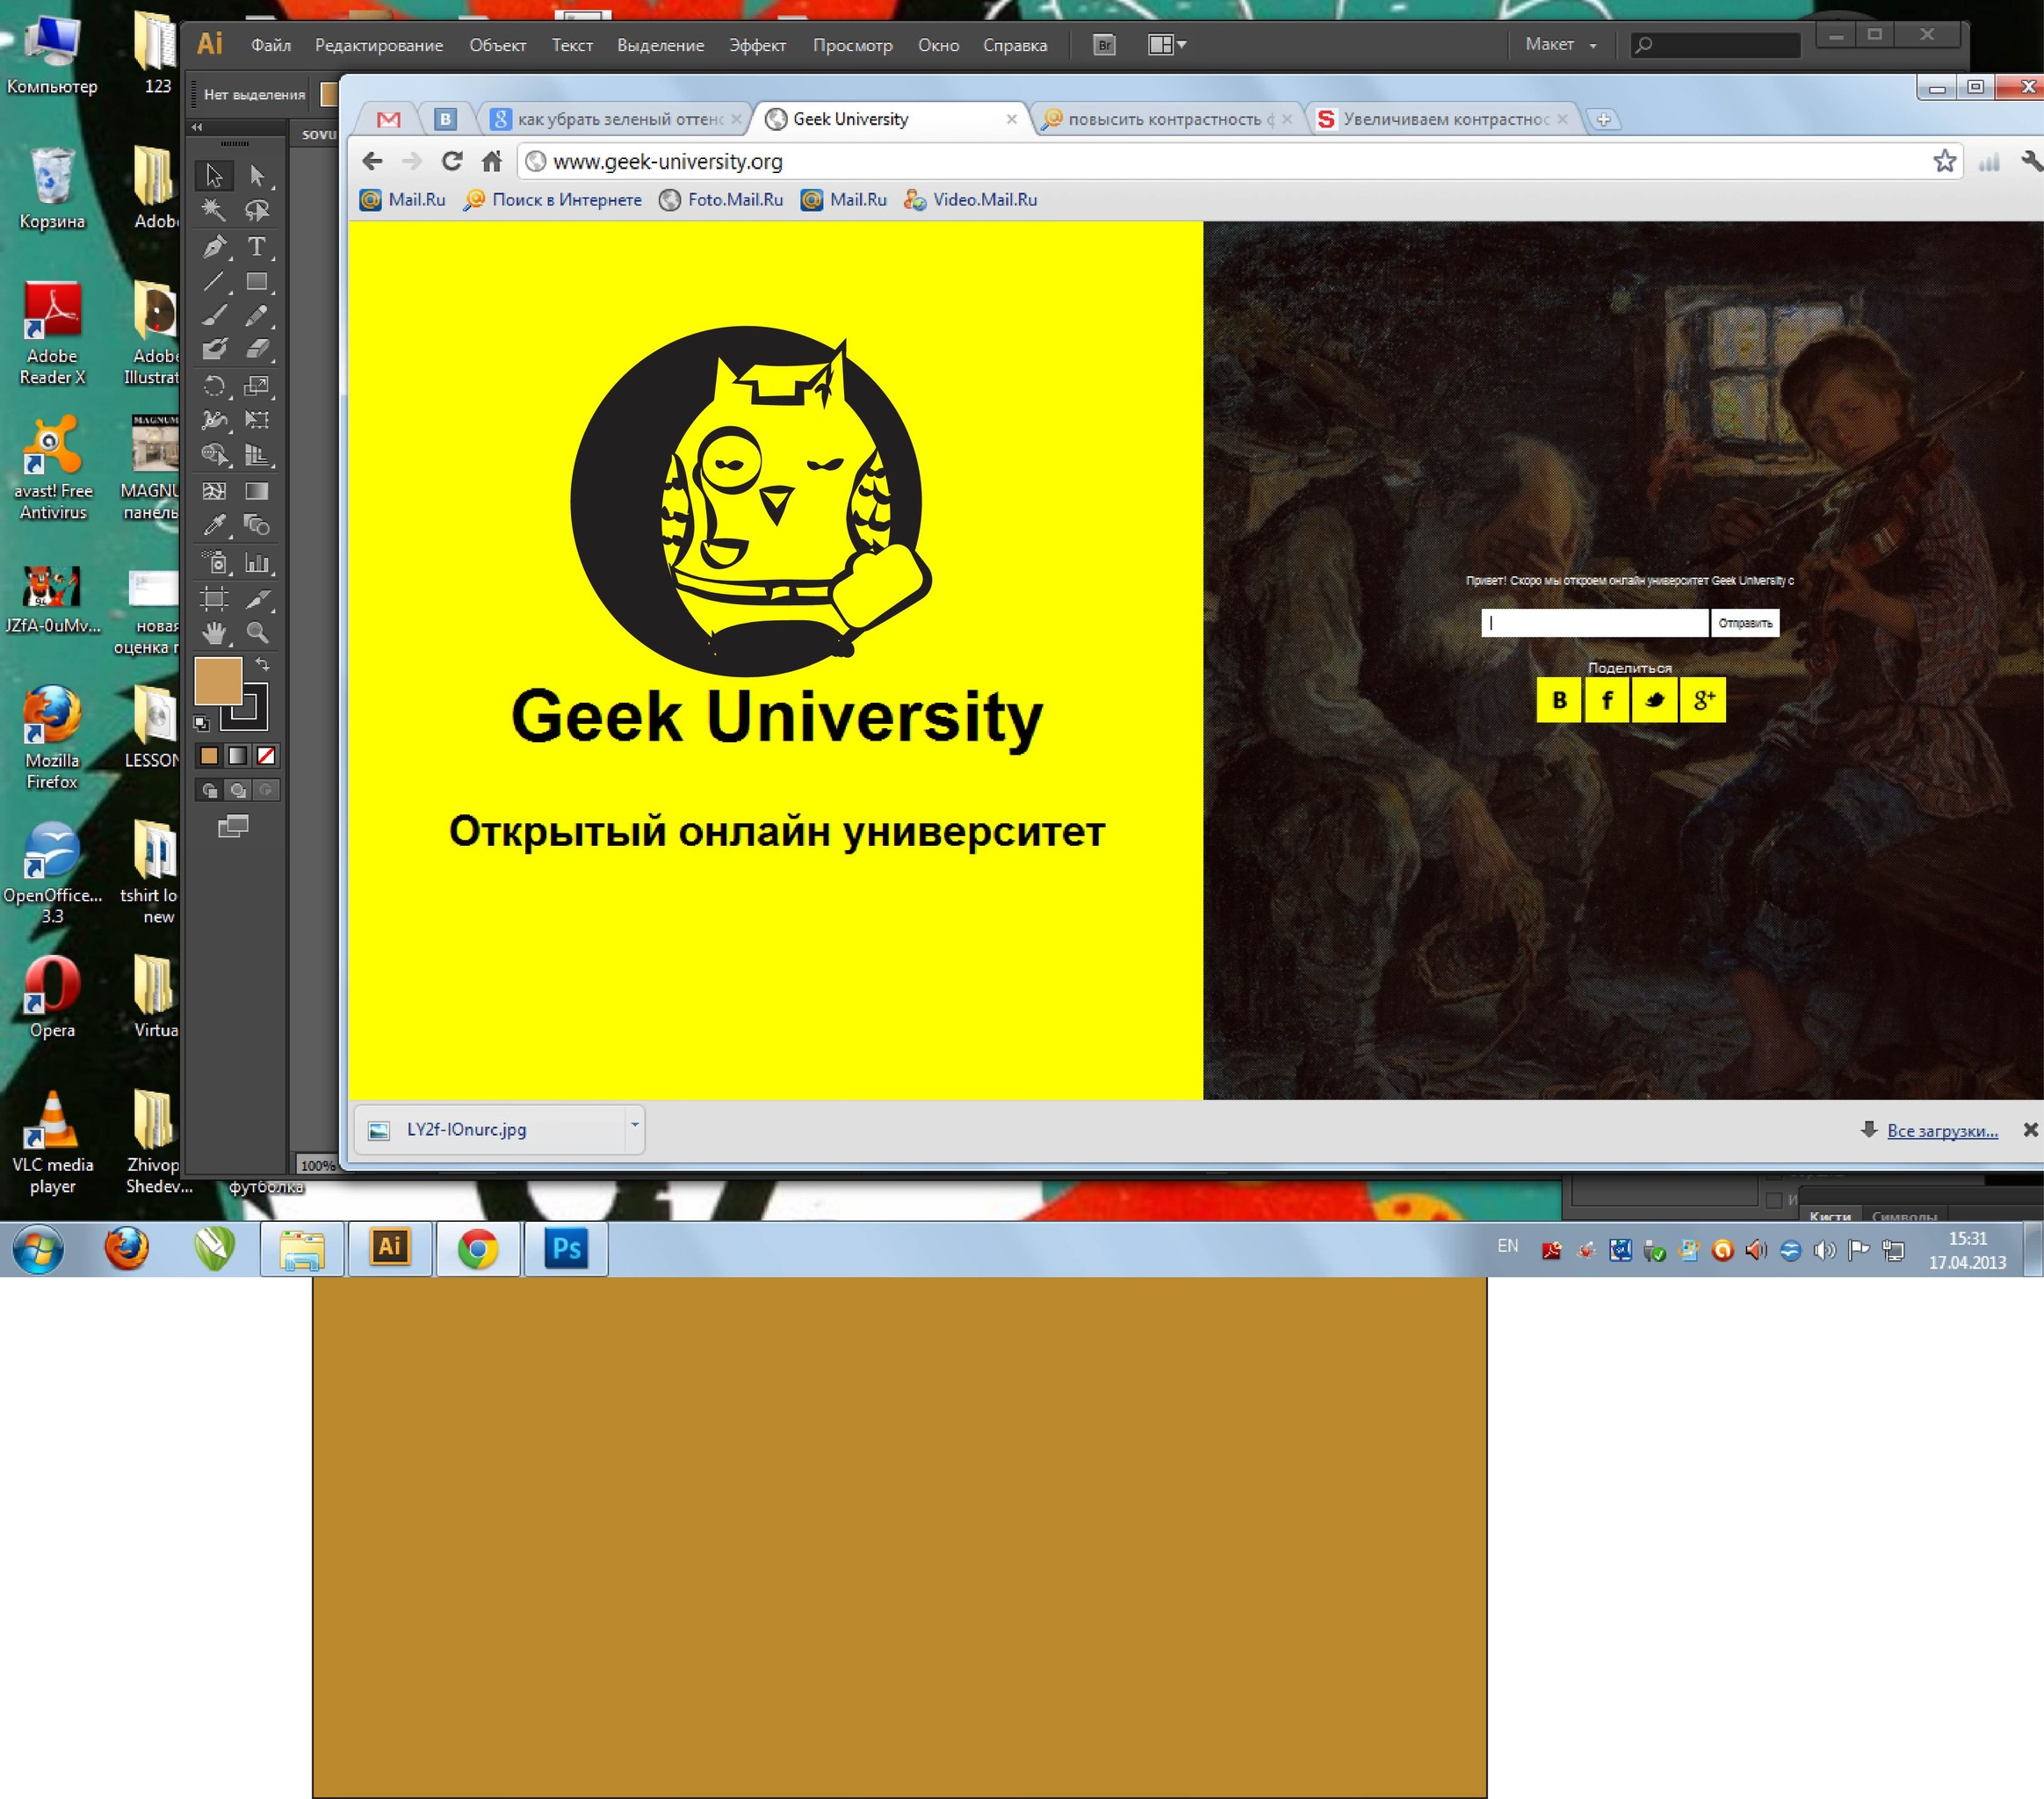 Ai Файл Редактирование Объект Текст Выделение Эффект Просмотр Окно Справка Br Макет
Нет выделения
sovu
как убрать зеленый оттен
Geek University
повысить контрастность
Увеличиваем контрастнос
www.geek-university.org
Mail.Ru Поиск в Интернете Foto.Mail.Ru Mail.Ru Video.Mail.Ru
Компьютер
123
Корзина
Adob
Adobe
Reader X
Adobe
Illustrat
avast! Free
Antivirus
MAGNUM
MAGNU
панель
JZfA-0uMv...
новая
оценка п
Mozilla
Firefox
LESSON
OpenOffice...
3.3
tshirt lo
new
Opera
Virtua
VLC media
player
Zhivop
Shedev...
футболка
Geek University
Открытый онлайн университет
Привет! Скоро мы откроем онлайн университет Geek University с
Отправить
Поделиться
B f g+
100%
LY2f-IOnurc.jpg
Все загрузки...
Кисти Символы
Ai Ps
EN
15:31
17.04.2013